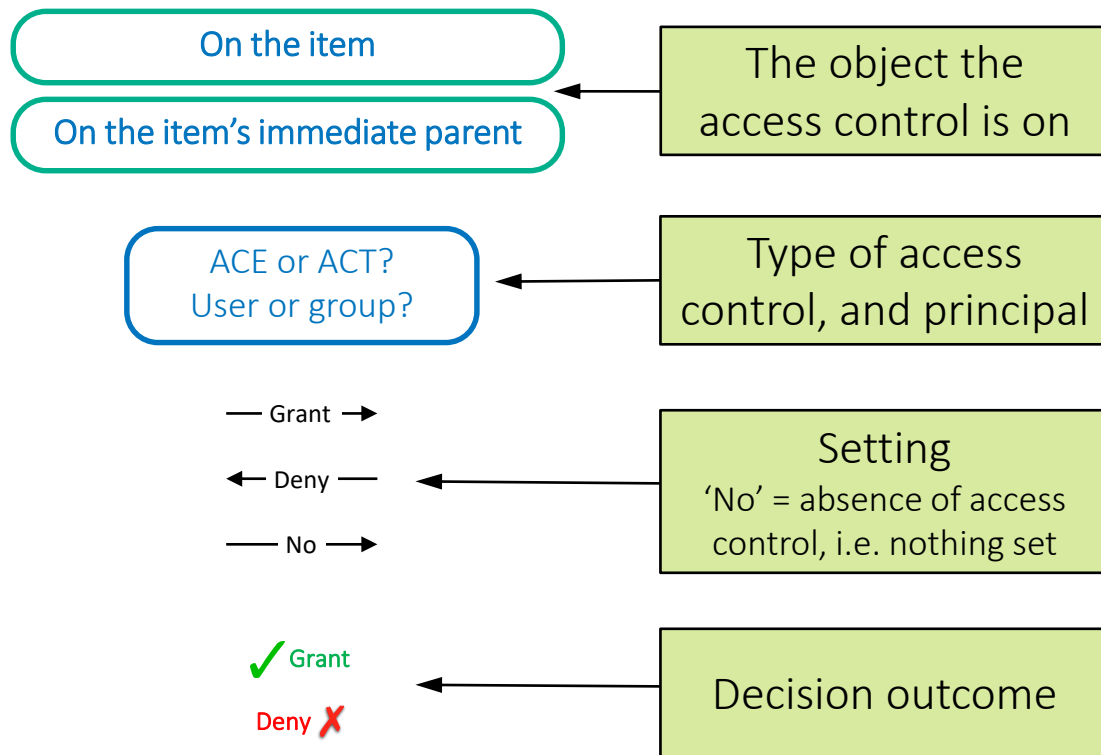 On the item
On the item's immediate parent
The object the
access control is on
ACE or ACT?
User or group?
Type of access
control, and principal
Grant
Deny
No
Setting
‘No’ = absence of access
control, i.e. nothing set
✓ Grant
Deny ✗
Decision outcome